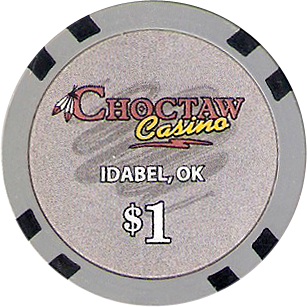 CHOCTAW
Casino
IDABEL, OK
$1